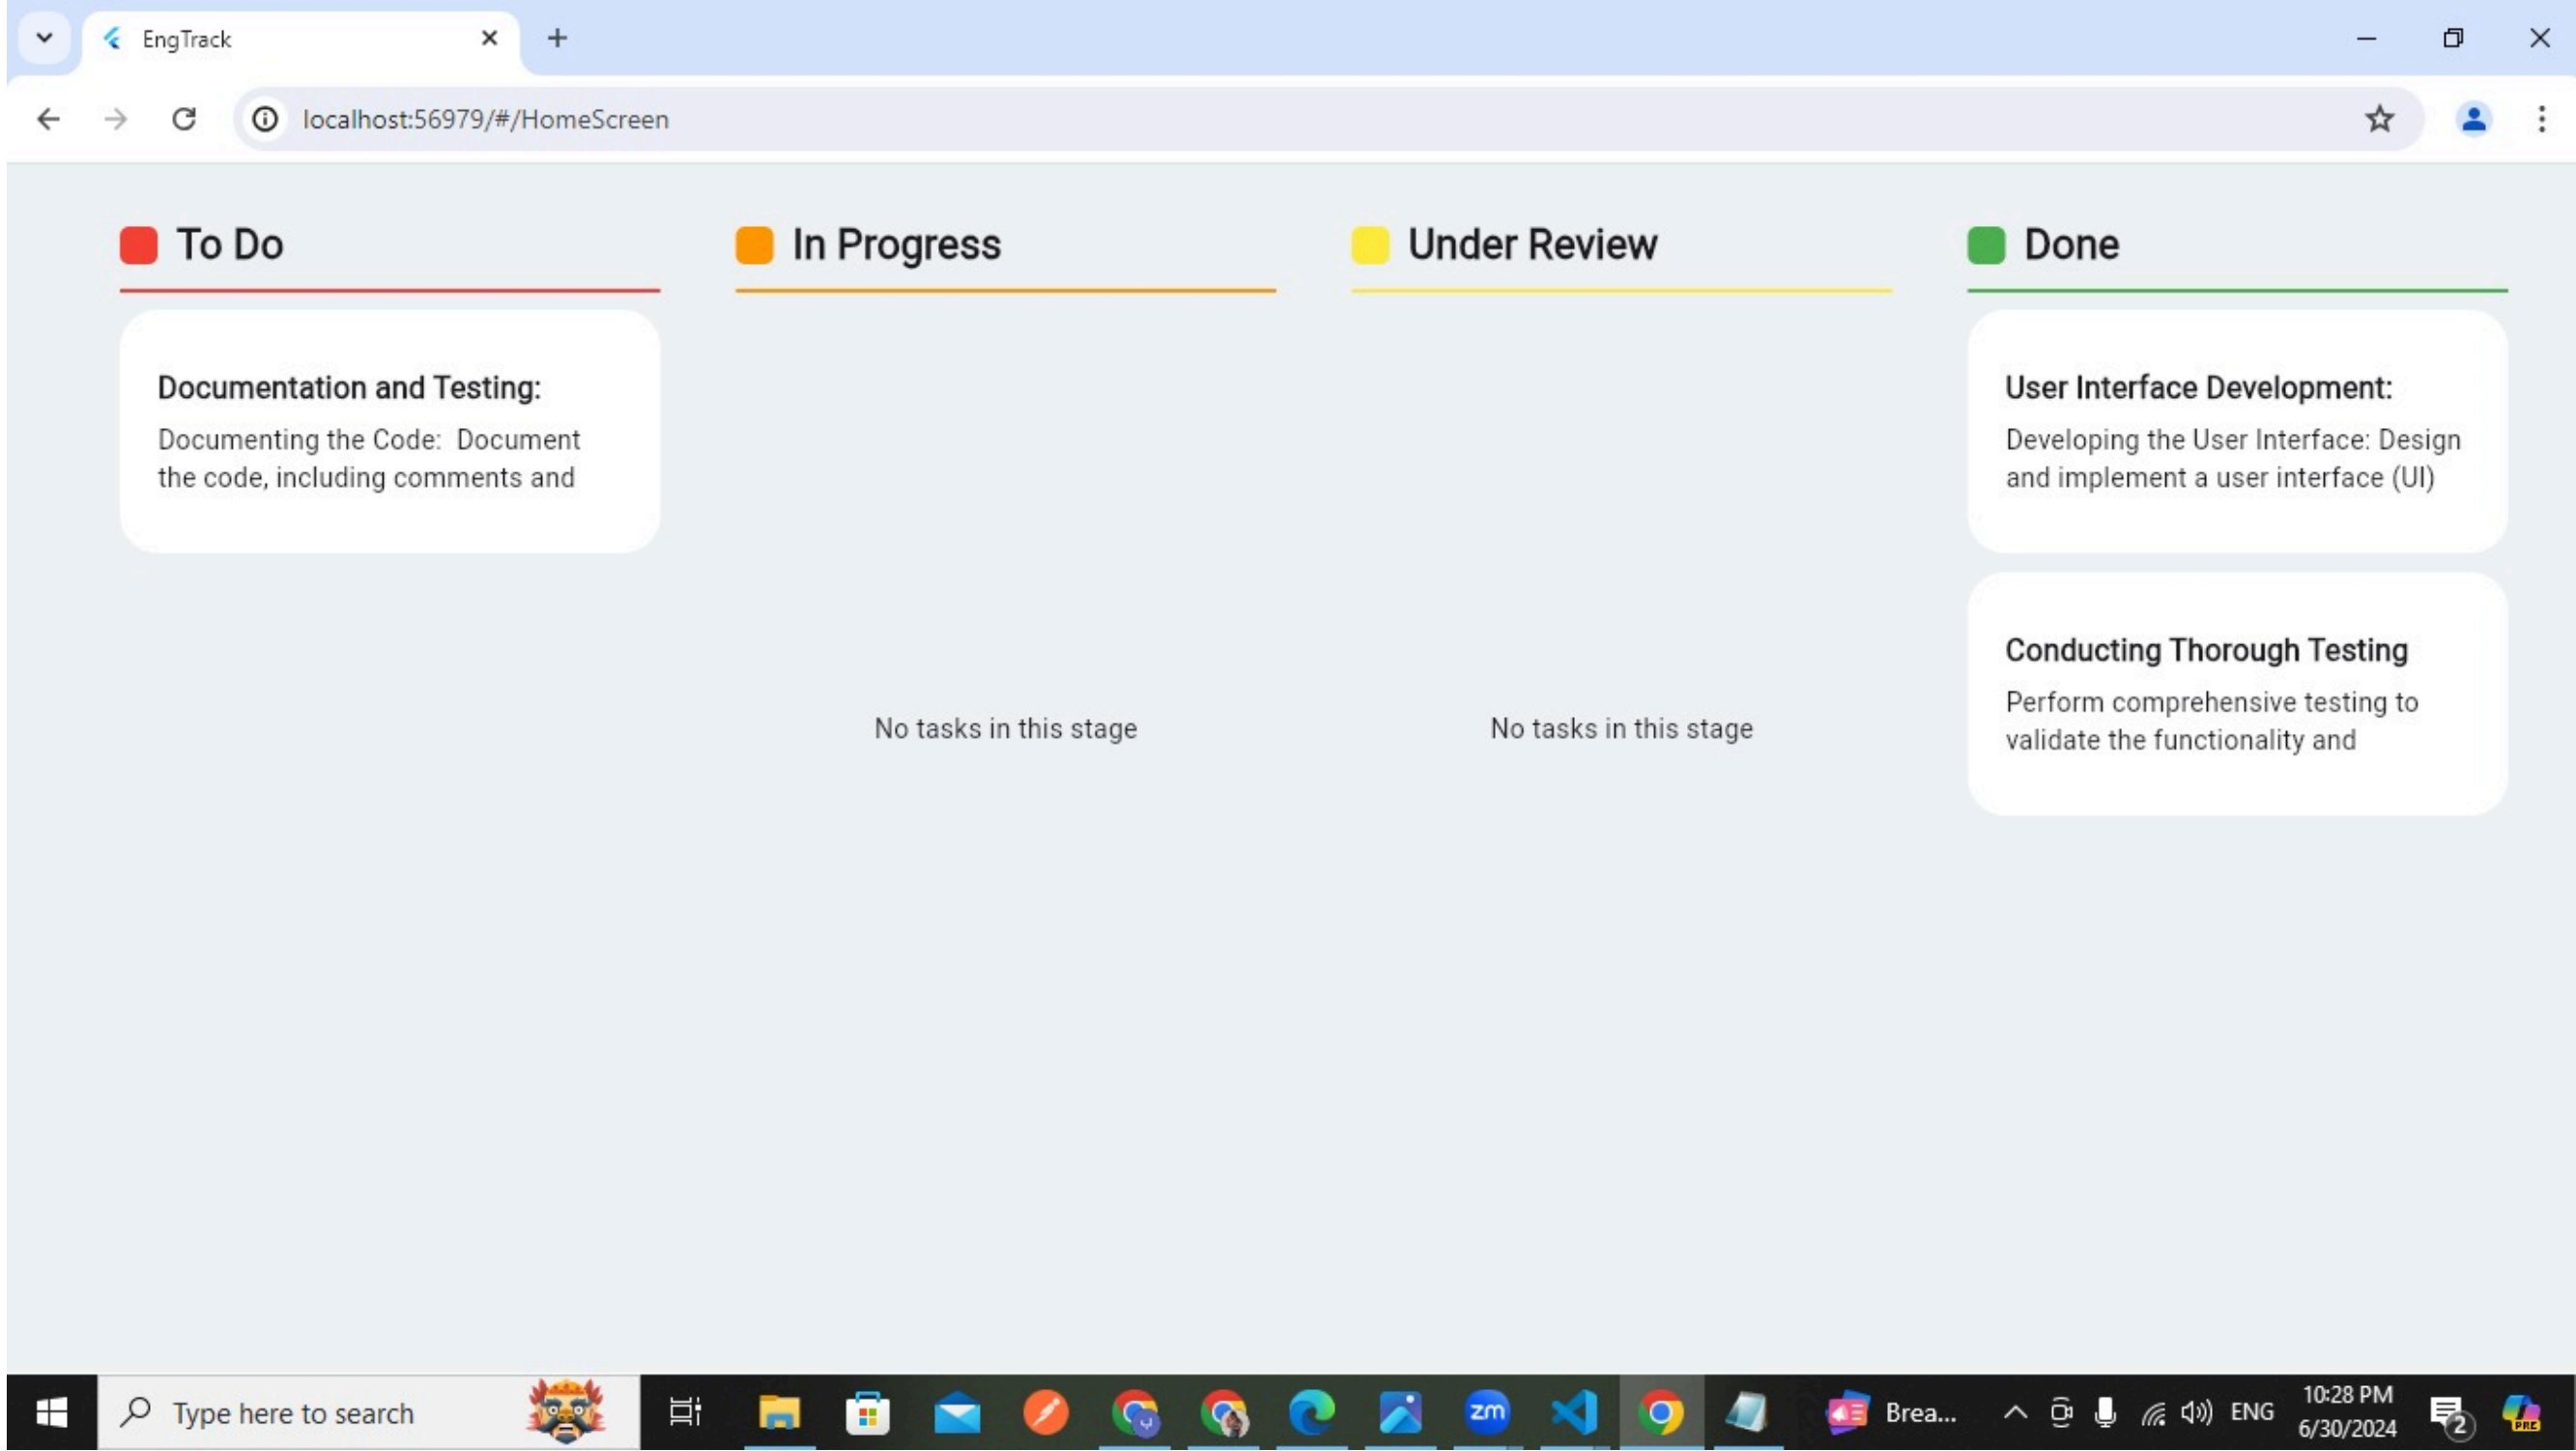 EngTrack
localhost:56979/#/HomeScreen
To Do
In Progress
Under Review
Done
Documentation and Testing:
Documenting the Code:  Document
the code, including comments and
No tasks in this stage
No tasks in this stage
User Interface Development:
Developing the User Interface: Design
and implement a user interface (UI)
Conducting Thorough Testing
Perform comprehensive testing to
validate the functionality and
Type here to search
zm
Brea...
ENG
10:28 PM
6/30/2024
2
PRE